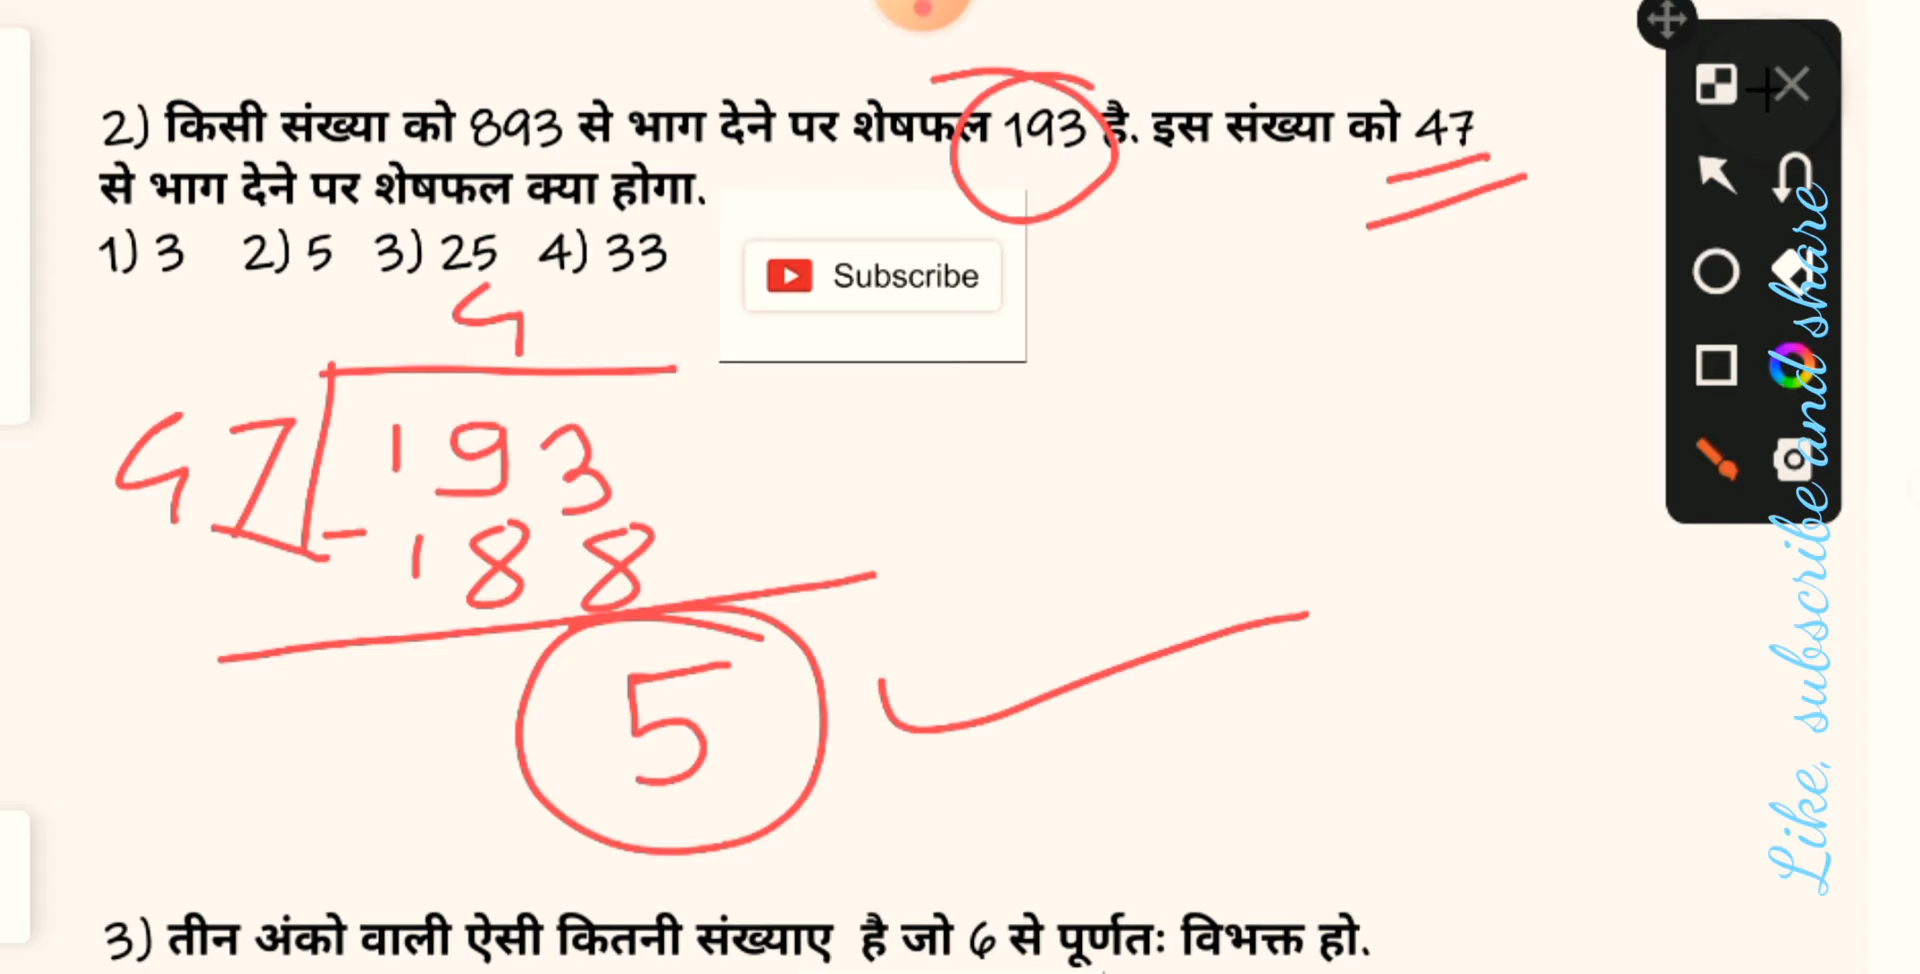 2) किसी संख्या को 893 से भाग देने पर शेषफल 193 है. इस संख्या को 47
से भाग देने पर शेषफल क्या होगा.
1) 3 2) 5 3) 25 4) 33
Subscribe
4
47 193
- 188
5
3) तीन अंको वाली ऐसी कितनी संख्याए है जो 6 से पूर्णतः विभक्त हो.
Like, subscribe and share